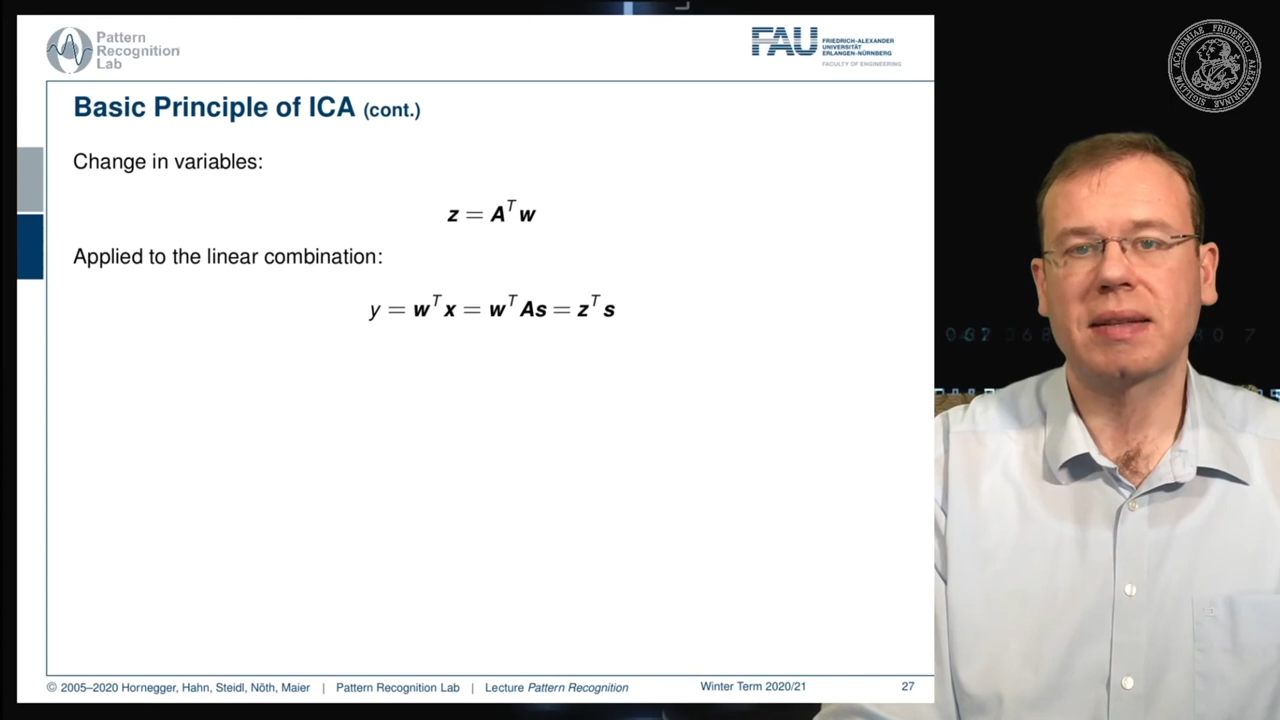 Pattern
Recognition
Lab
FAU
FRIEDRICH-ALEXANDER
UNIVERSITÄT
ERLANGEN-NÜRNBERG
FACULTY OF ENGINEERING
Basic Principle of ICA (cont.)
Change in variables:
z = A^T w
Applied to the linear combination:
y = w^T x = w^T As = z^T s
© 2005–2020 Hornegger, Hahn, Steidl, Nöth, Maier | Pattern Recognition Lab | Lecture Pattern Recognition Winter Term 2020/21 27